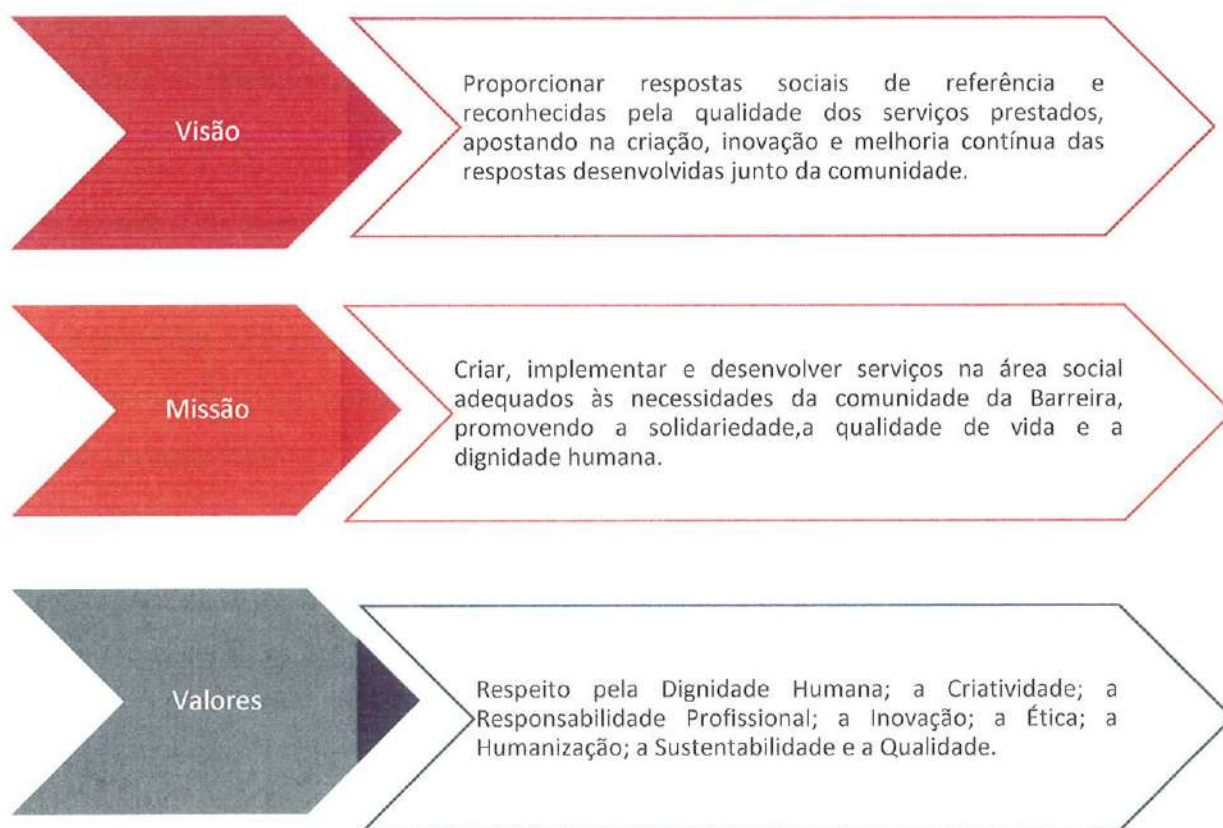 Visão
Proporcionar respostas sociais de referência e
reconhecidas pela qualidade dos serviços prestados,
apostando na criação, inovação e melhoria contínua das
respostas desenvolvidas junto da comunidade.
Missão
Criar, implementar e desenvolver serviços na área social
adequados às necessidades da comunidade da Barreira,
promovendo a solidariedade,a qualidade de vida e a
dignidade humana.
Valores
Respeito pela Dignidade Humana; a Criatividade; a
Responsabilidade Profissional; a Inovação; a Ética; a
Humanização; a Sustentabilidade e a Qualidade.